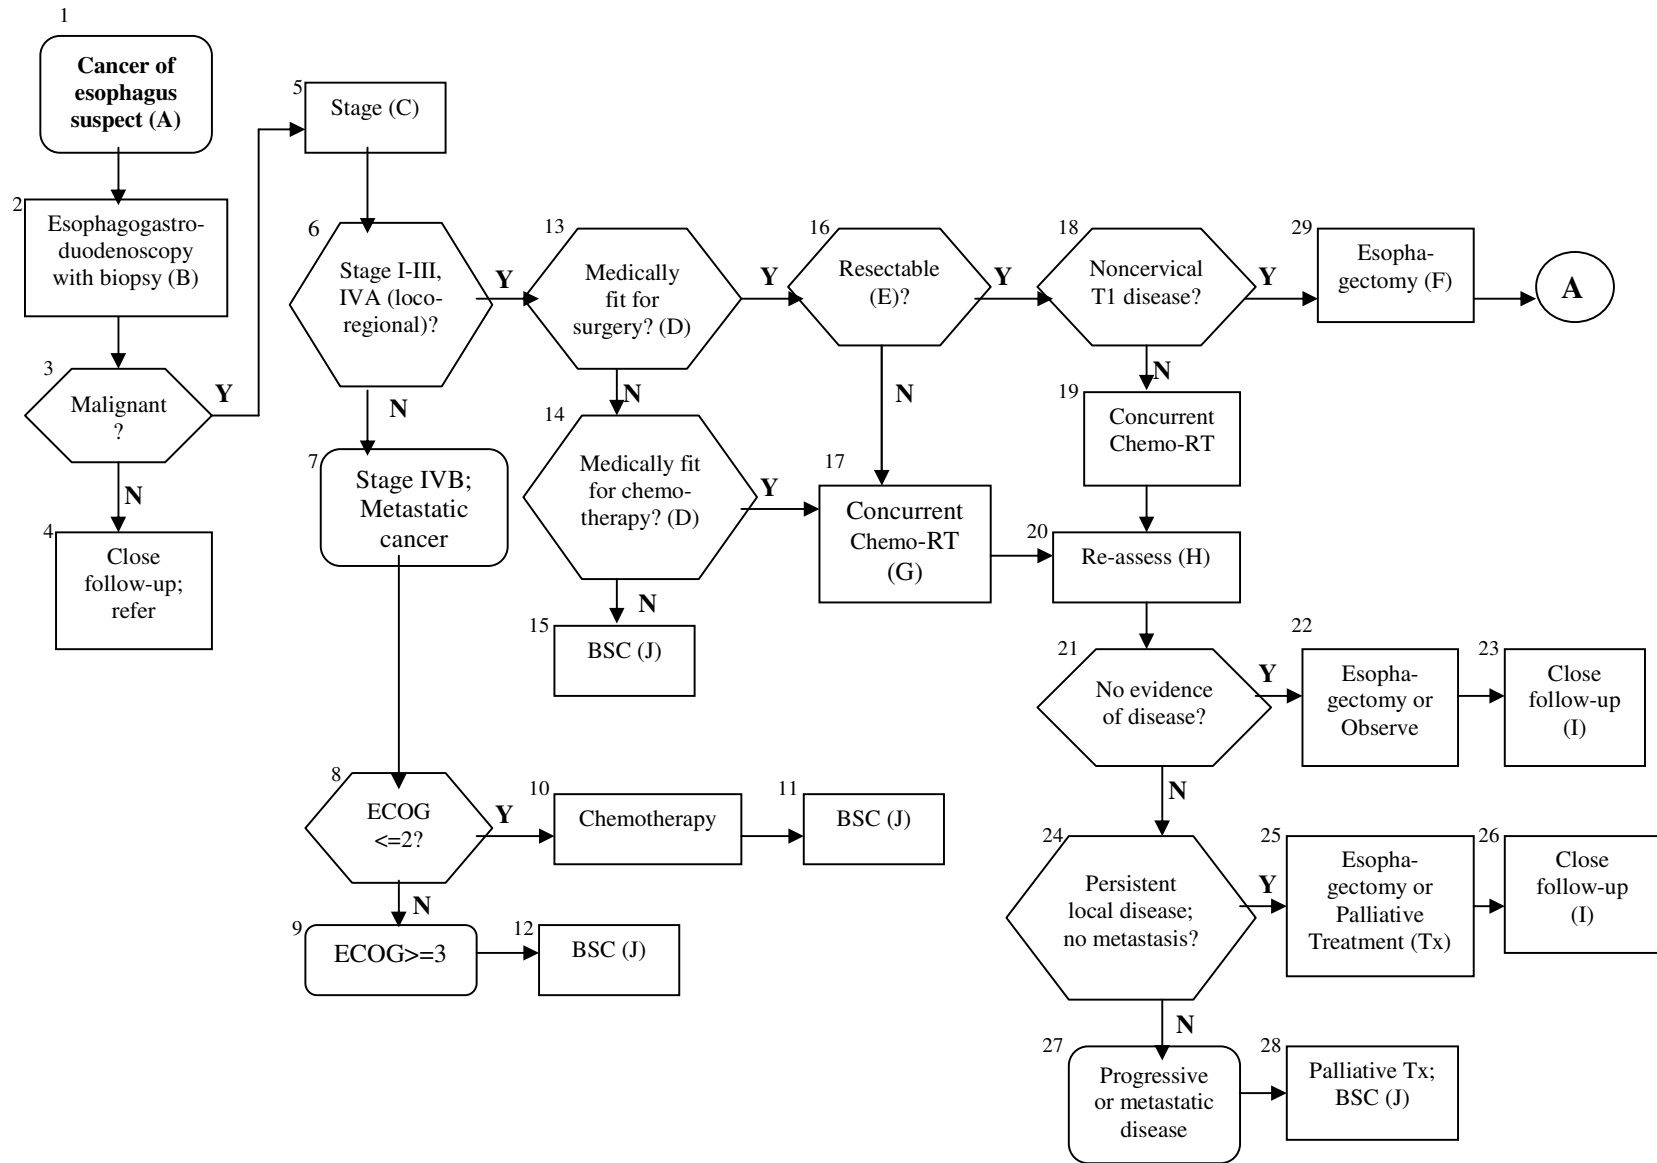 1
Cancer of
esophagus
suspect (A)
2
Esophagogastro-
duodenoscopy
with biopsy (B)
3
Malignant
?
Y
N
4
Close
follow-up;
refer
5
Stage (C)
6
Stage I-III,
IVA (loco-
regional)?
Y
N
7
Stage IVB;
Metastatic
cancer
8
ECOG
<=2?
Y
N
9
ECOG>=3
10
Chemotherapy
11
BSC (J)
12
BSC (J)
13
Medically
fit for
surgery? (D)
Y
N
14
Medically fit
for chemo-
therapy? (D)
Y
N
15
BSC (J)
16
Resectable
(E)?
Y
N
17
Concurrent
Chemo-RT
(G)
18
Noncervical
T1 disease?
Y
N
19
Concurrent
Chemo-RT
20
Re-assess (H)
21
No evidence
of disease?
Y
N
22
Esopha-
gectomy or
Observe
23
Close
follow-up
(I)
24
Persistent
local disease;
no metastasis?
Y
N
25
Esopha-
gectomy or
Palliative
Treatment (Tx)
26
Close
follow-up
(I)
27
Progressive
or metastatic
disease
28
Palliative Tx;
BSC (J)
29
Esopha-
gectomy (F)
A